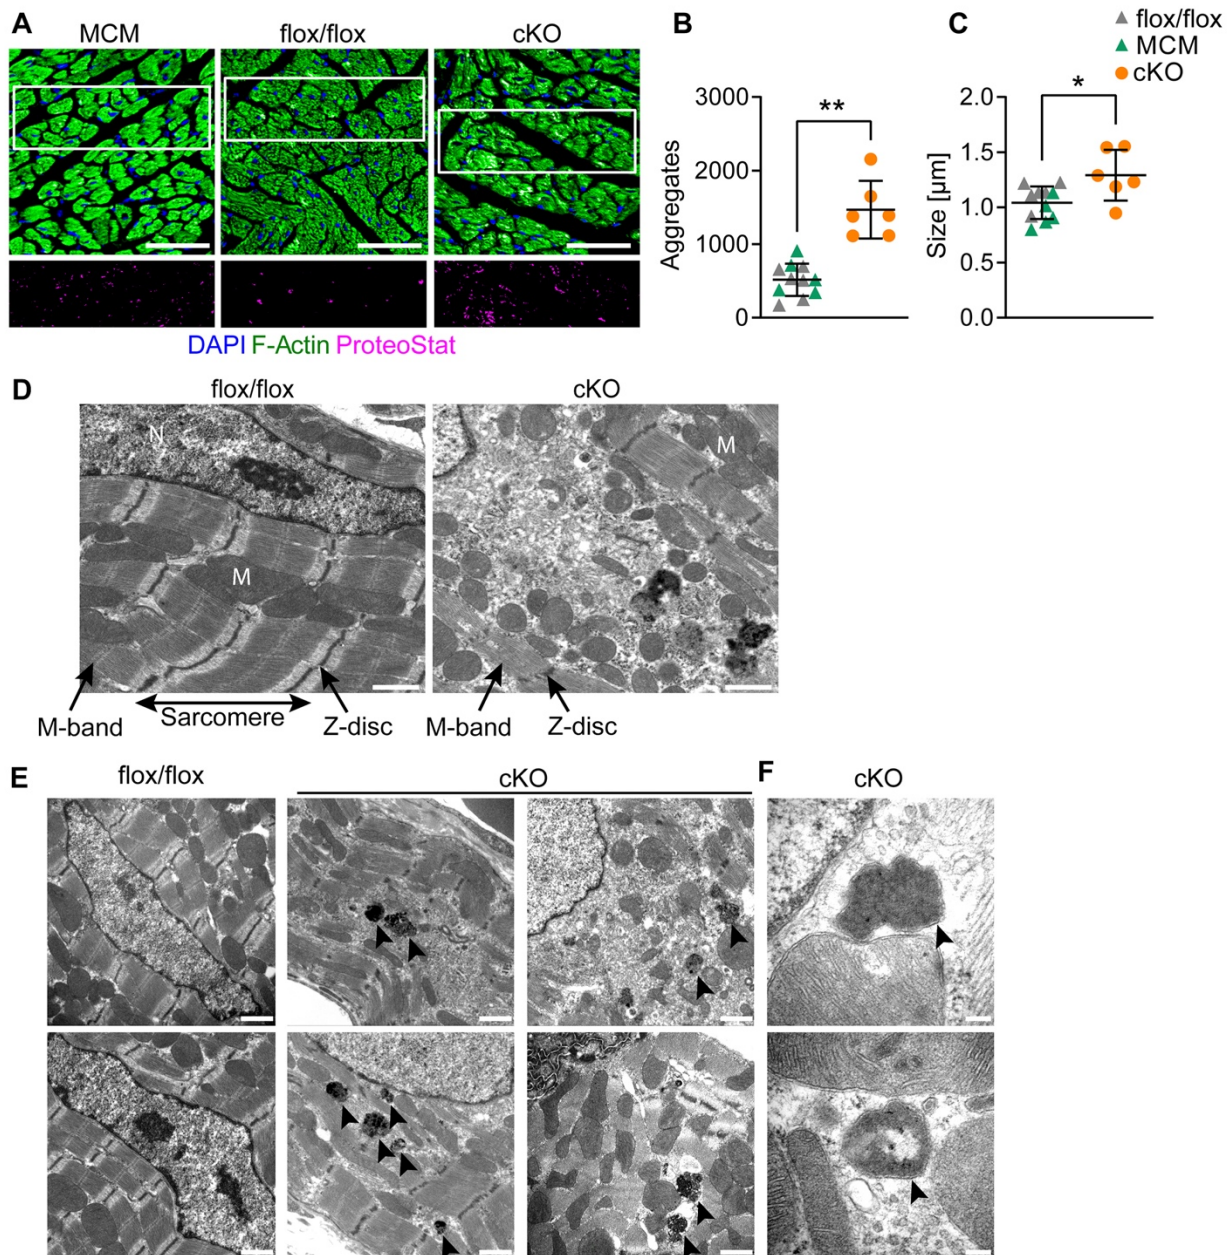 A
MCM
flox/flox
cKO
DAPI F-Actin ProteoStat
B
Aggregates
3000
2000
1000
0
**
C
flox/flox
MCM
cKO
Size [µm]
2.0
1.5
1.0
0.5
0.0
*
D
flox/flox
cKO
N
M
M
M-band
Sarcomere
Z-disc
M-band
Z-disc
E
flox/flox
cKO
F
cKO